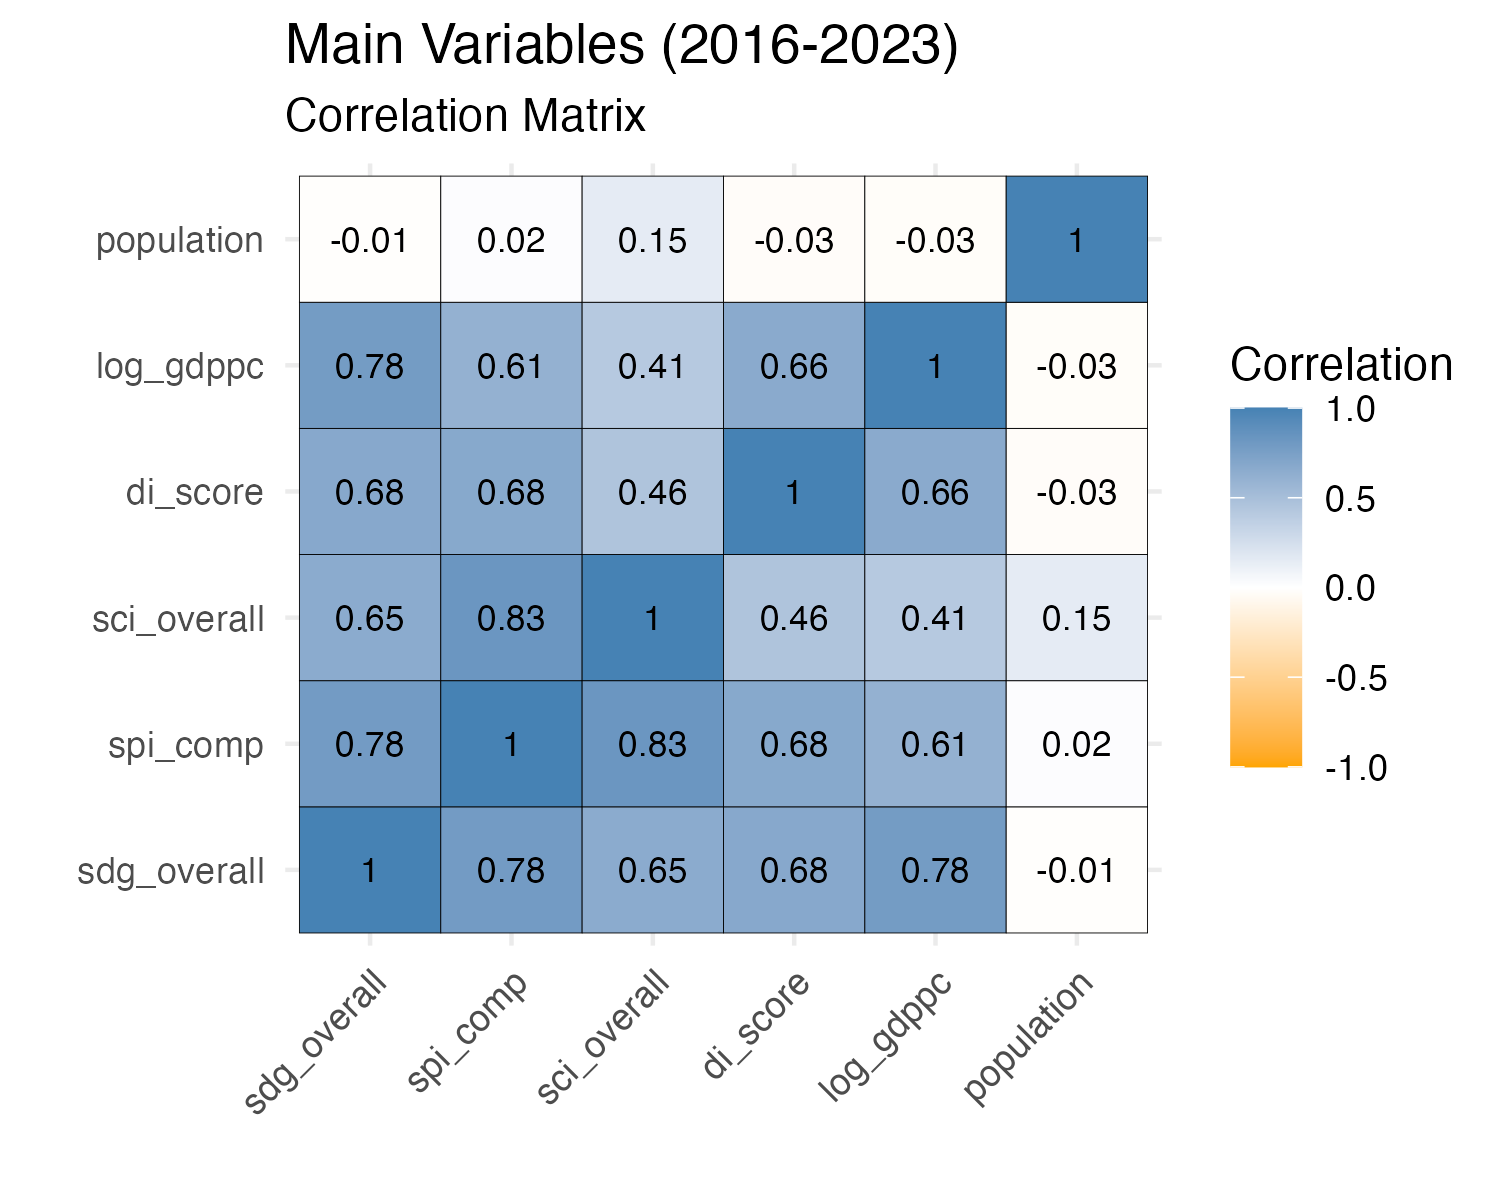 Main Variables (2016-2023)
Correlation Matrix
population -0.01 0.02 0.15 -0.03 -0.03 1
log_gdppc 0.78 0.61 0.41 0.66 1 -0.03
di_score 0.68 0.68 0.46 1 0.66 -0.03
sci_overall 0.65 0.83 1 0.46 0.41 0.15
spi_comp 0.78 1 0.83 0.68 0.61 0.02
sdg_overall 1 0.78 0.65 0.68 0.78 -0.01
sdg_overall spi_comp sci_overall di_score log_gdppc population
Correlation
1.0
0.5
0.0
-0.5
-1.0